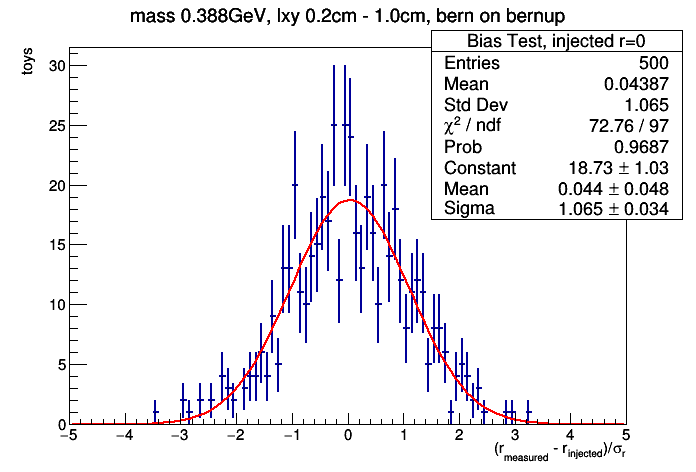 mass 0.388GeV, lxy 0.2cm - 1.0cm, bern on bernup
Bias Test, injected r=0
Entries 500
Mean 0.04387
Std Dev 1.065
χ² / ndf 72.76 / 97
Prob 0.9687
Constant 18.73 ± 1.03
Mean 0.044 ± 0.048
Sigma 1.065 ± 0.034
toys
30
25
20
15
10
5
0
−5 −4 −3 −2 −1 0 1 2 3 4 5
(r_measured - r_injected)/σ_r